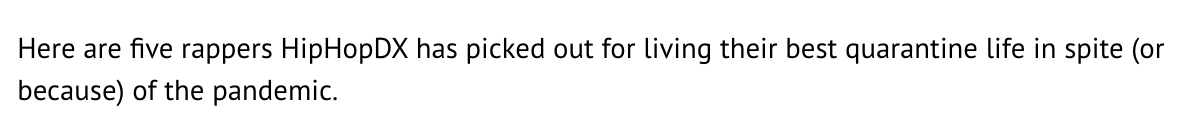 Here are five rappers HipHopDX has picked out for living their best quarantine life in spite (or
because) of the pandemic.